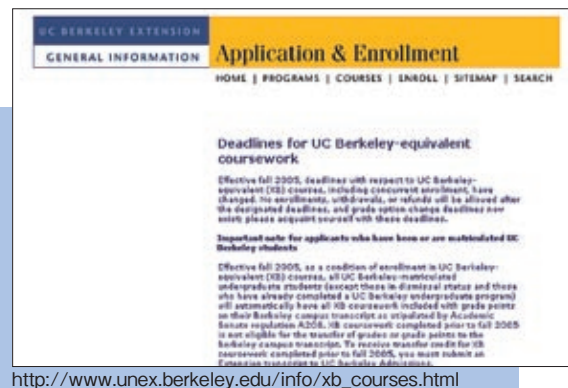 UC BERKELEY EXTENSION
GENERAL INFORMATION
Application & Enrollment
HOME | PROGRAMS | COURSES | ENROLL | SITEMAP | SEARCH
Deadlines for UC Berkeley-equivalent
coursework
Effective fall 2005, deadlines with respect to UC Berkeley-
equivalent (XB) courses, including concurrent enrollment, have
changed. No enrollments, withdrawals, or refunds will be allowed after
the designated deadlines, and grade option change deadlines now
exist; please acquaint yourself with these deadlines.
Important note for applicants who have been or are matriculated UC
Berkeley students
Effective fall 2005, as a condition of enrollment in UC Berkeley-
equivalent (XB) courses, all UC Berkeley-matriculated
undergraduate students (except those in dismissal status and those
who have already completed a UC Berkeley undergraduate program)
will automatically have all XB coursework included with grade points
on their Berkeley campus transcript as stipulated by Academic
Senate regulation A208. XB coursework completed prior to fall 2005
is not eligible for the transfer of grades or grade points to the
berkeley campus transcript. To receive transfer credit for XB
coursework completed prior to fall 2005, you must submit an
Extension transcript to UC Berkeley Admissions.
http://www.unex.berkeley.edu/info/xb_courses.html